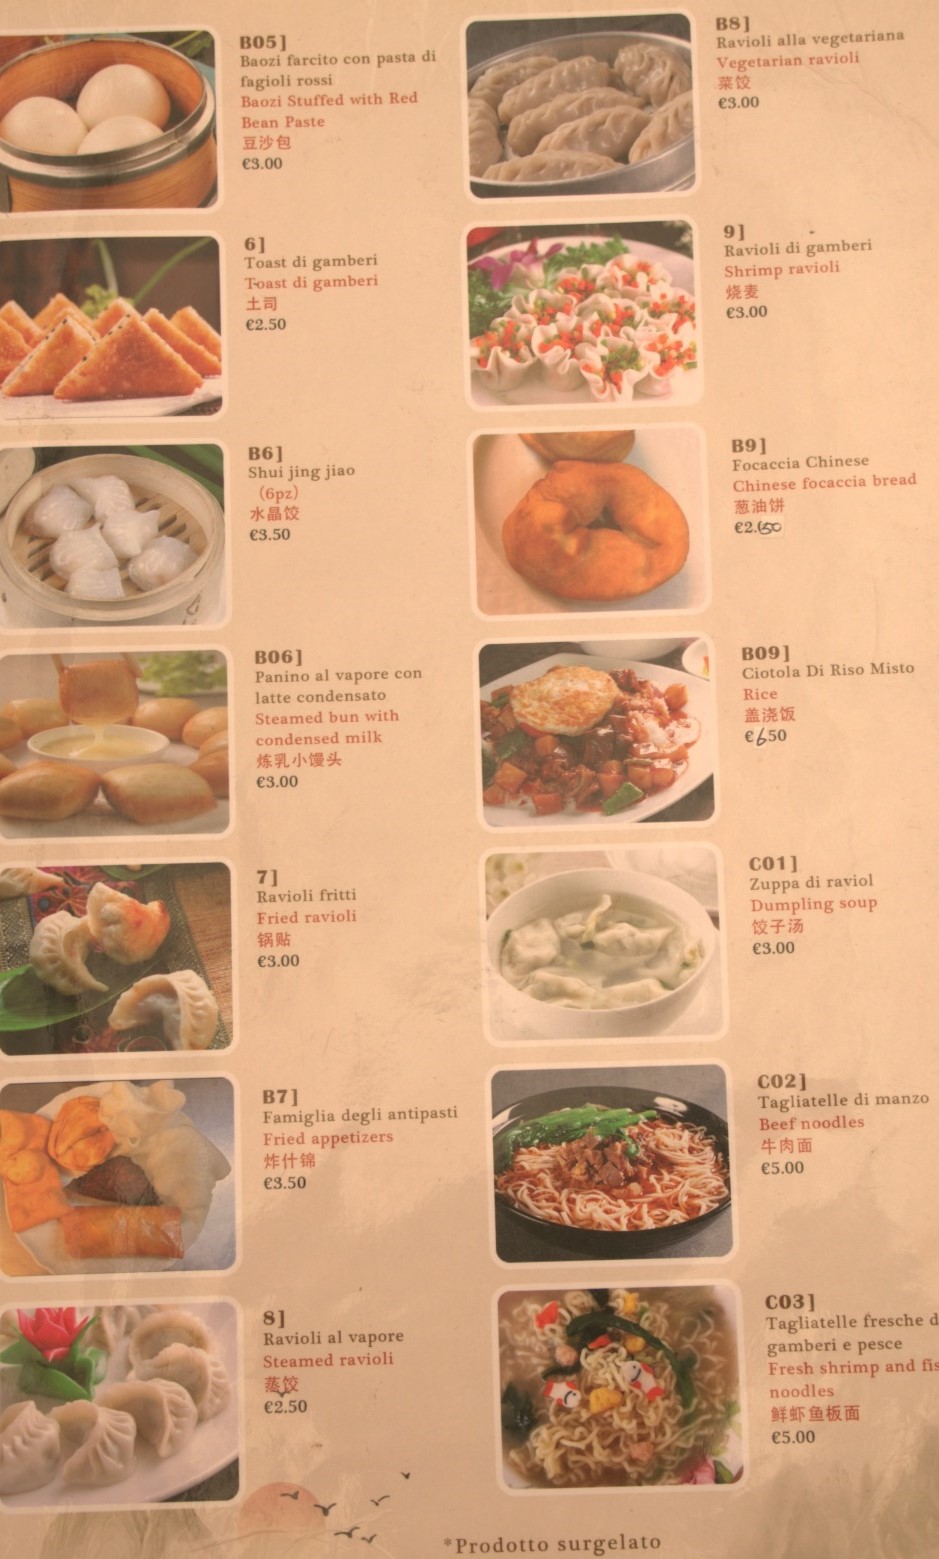 B05]
Baozi farcito con pasta di
fagioli rossi
Baozi Stuffed with Red
Bean Paste
豆沙包
€3.00
6]
Toast di gamberi
Toast di gamberi
土司
€2.50
B6]
Shui jing jiao
(6pz)
水晶饺
€3.50
B06]
Panino al vapore con
latte condensato
Steamed bun with
condensed milk
炼乳小馒头
€3.00
7]
Ravioli fritti
Fried ravioli
锅贴
€3.00
B7]
Famiglia degli antipasti
Fried appetizers
炸什锦
€3.50
8]
Ravioli al vapore
Steamed ravioli
蒸饺
€2.50
B8]
Ravioli alla vegetariana
Vegetarian ravioli
菜饺
€3.00
9]
Ravioli di gamberi
Shrimp ravioli
烧麦
€3.00
B9]
Focaccia Chinese
Chinese focaccia bread
葱油饼
B09]
Ciotola Di Riso Misto
Rice
盖浇饭
€650
C01]
Zuppa di raviol
Dumpling soup
饺子汤
€3.00
C02]
Tagliatelle di manzo
Beef noodles
牛肉面
€5.00
C03]
Tagliatelle fresche d
gamberi e pesce
Fresh shrimp and fis
noodles
鲜虾鱼板面
€5.00
*Prodotto surgelato